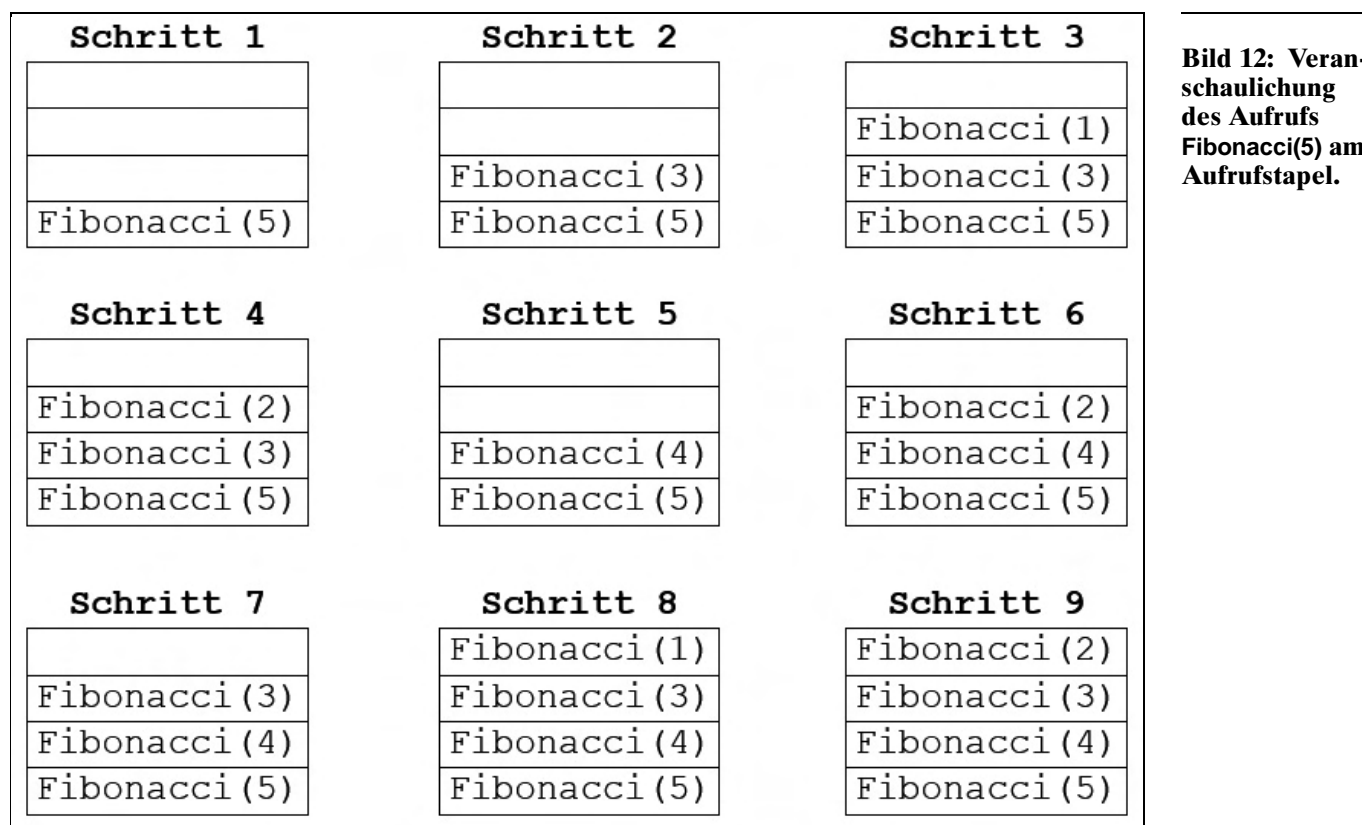 Schritt 1
Fibonacci(5)
Schritt 2
Fibonacci(3)
Fibonacci(5)
Schritt 3
Fibonacci(1)
Fibonacci(3)
Fibonacci(5)
Schritt 4
Fibonacci(2)
Fibonacci(3)
Fibonacci(5)
Schritt 5
Fibonacci(4)
Fibonacci(5)
Schritt 6
Fibonacci(2)
Fibonacci(4)
Fibonacci(5)
Schritt 7
Fibonacci(3)
Fibonacci(4)
Fibonacci(5)
Schritt 8
Fibonacci(1)
Fibonacci(3)
Fibonacci(4)
Fibonacci(5)
Schritt 9
Fibonacci(2)
Fibonacci(3)
Fibonacci(4)
Fibonacci(5)
Bild 12: Veran-
schaulichung
des Aufrufs
Fibonacci(5) am
Aufrufstapel.